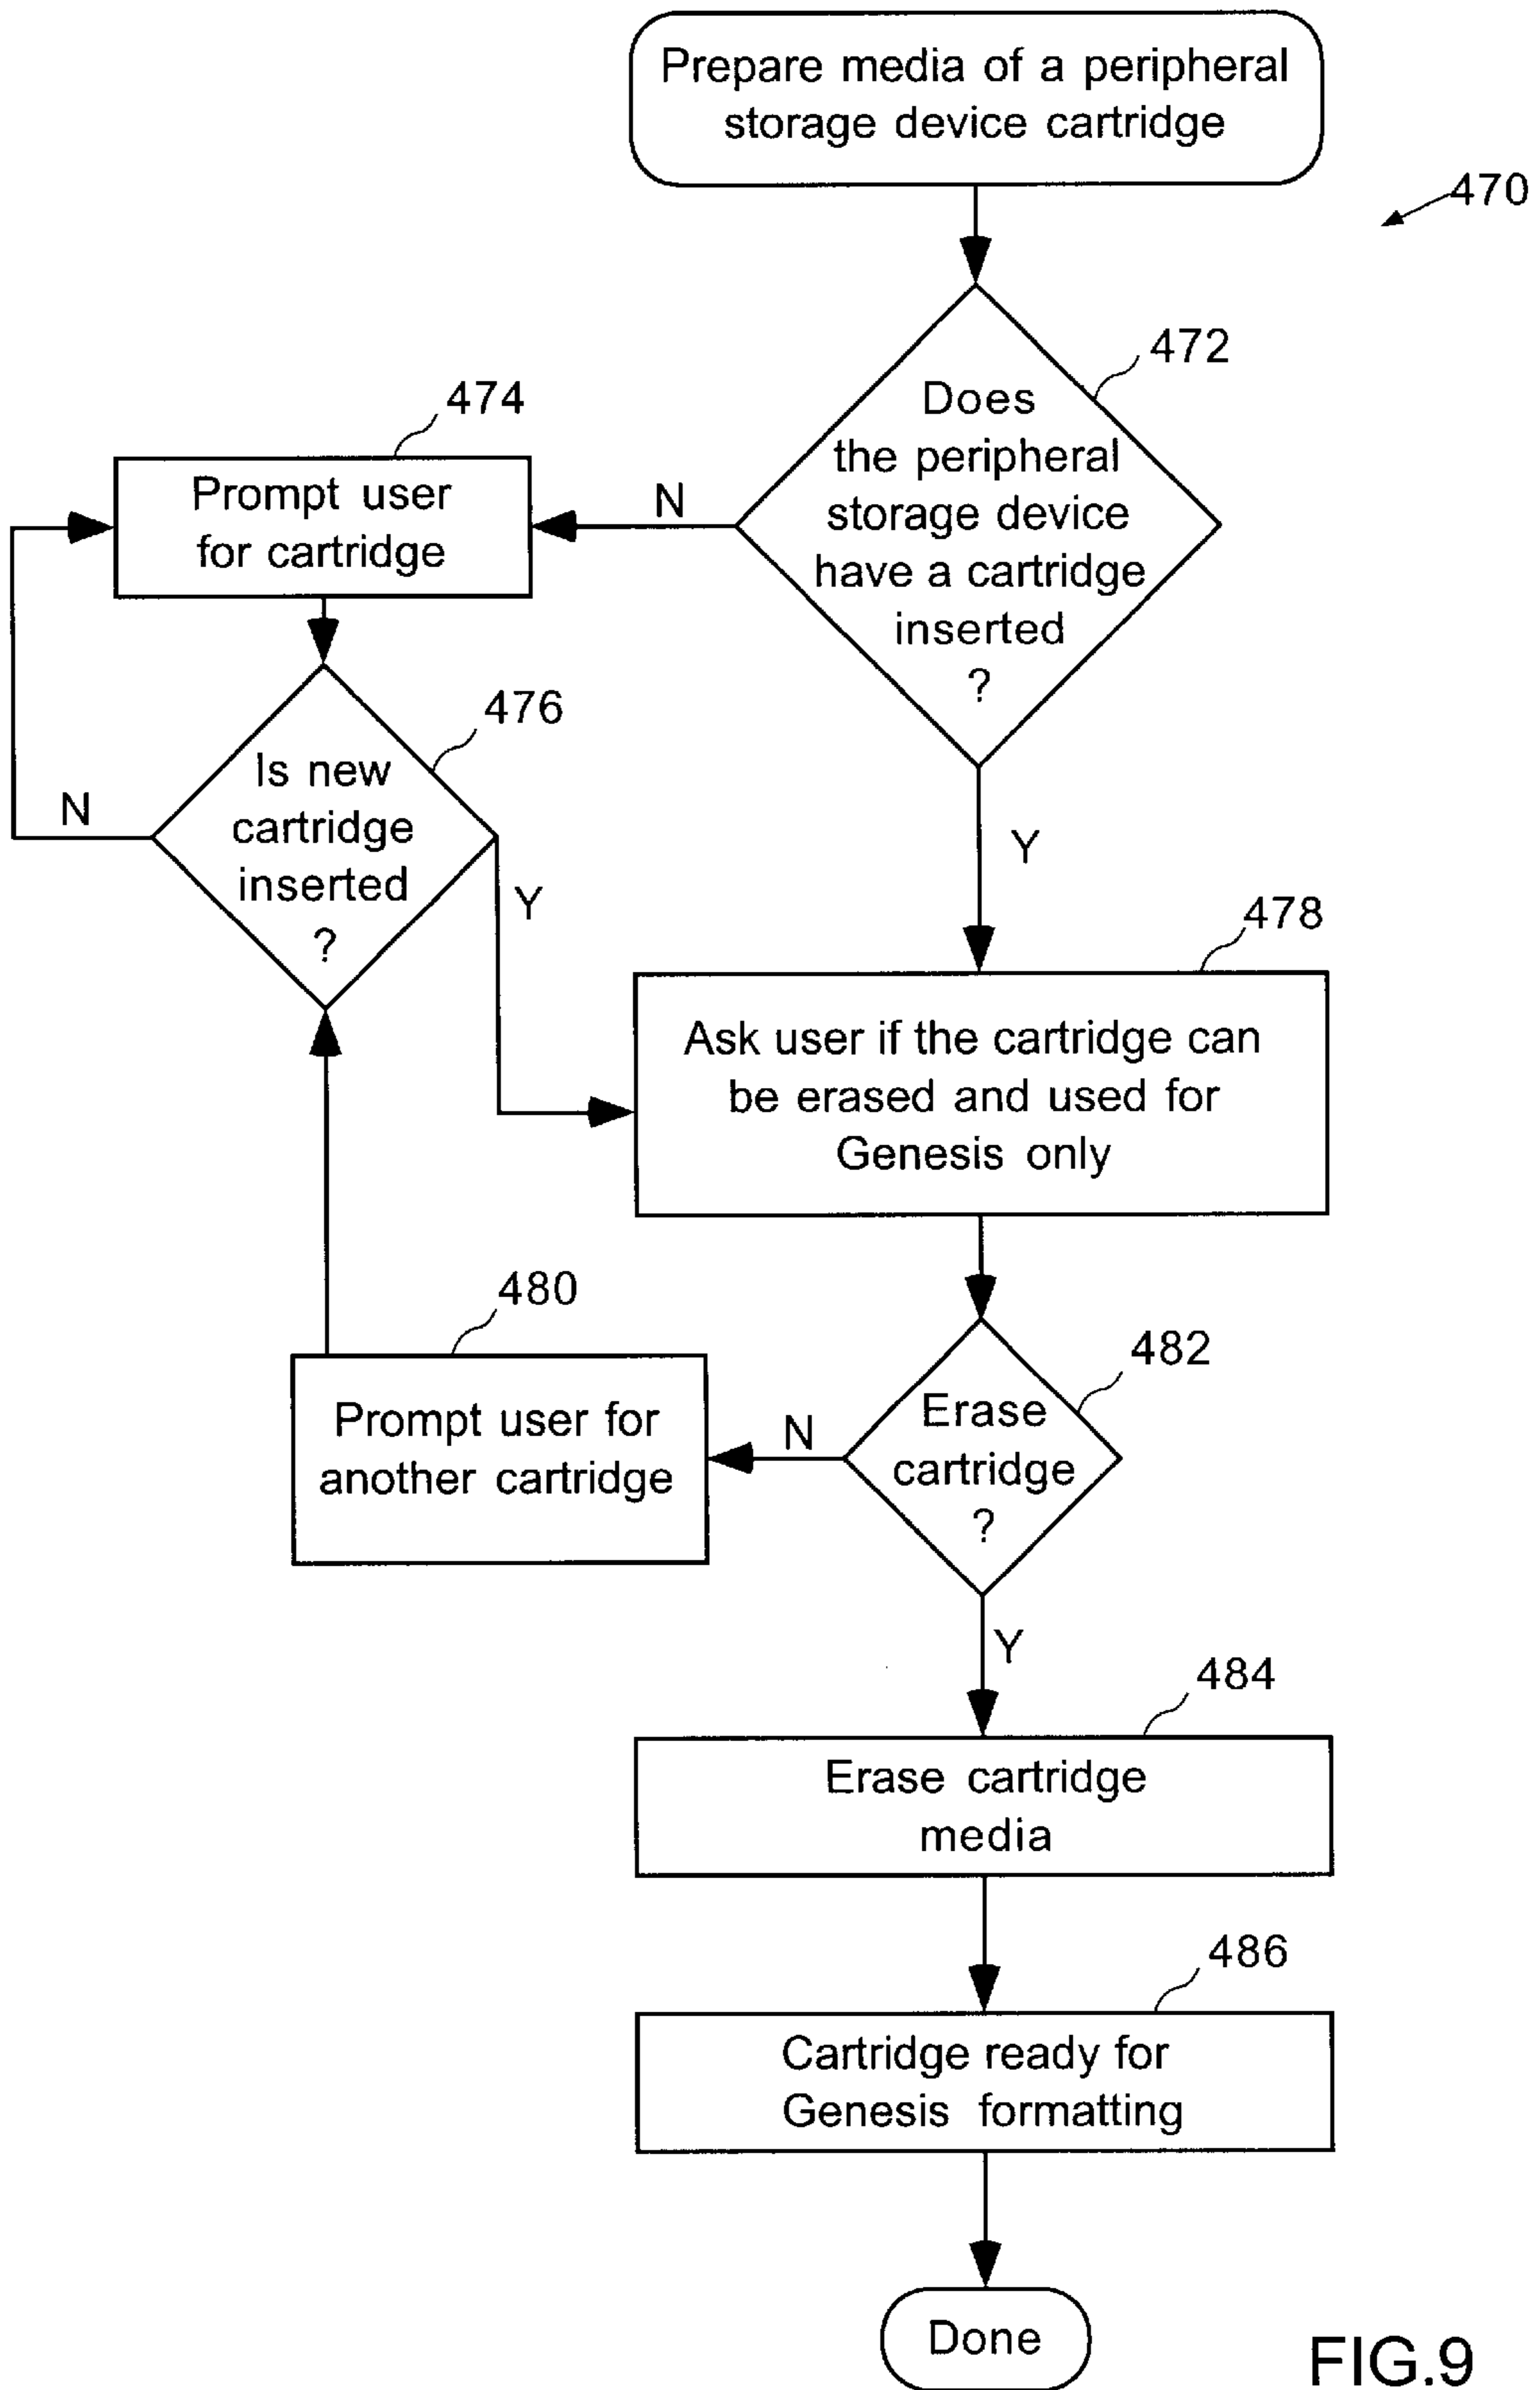 Prepare media of a peripheral
storage device cartridge
470
472
Does
the peripheral
storage device
have a cartridge
inserted
?
N
474
Prompt user
for cartridge
476
Is new
cartridge
inserted
?
N
Y
Y
478
Ask user if the cartridge can
be erased and used for
Genesis only
480
Prompt user for
another cartridge
482
Erase
cartridge
?
N
Y
484
Erase cartridge
media
486
Cartridge ready for
Genesis formatting
Done
FIG.9